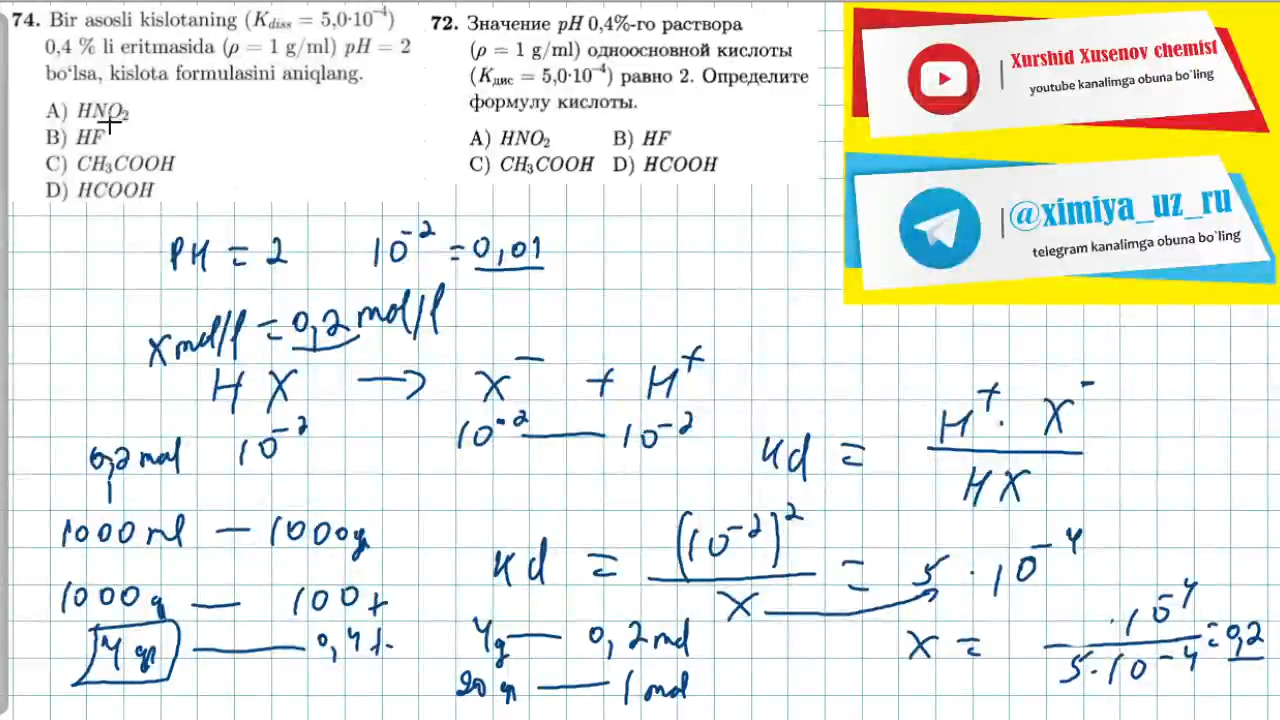 74. Bir asosli kislotaning (K_diss = 5,0·10⁻⁴)
0,4 % li eritmasida (ρ = 1 g/ml) pH = 2
bo‘lsa, kislota formulasini aniqlang.
A) HNO₂
B) HF
C) CH₃COOH
D) HCOOH
72. Значение pH 0,4%-го раствора
(ρ = 1 g/ml) одноосновной кислоты
(K_дис = 5,0·10⁻⁴) равно 2. Определите
формулу кислоты.
A) HNO₂ B) HF
C) CH₃COOH D) HCOOH
Xurshid Xusenov chemist
youtube kanalimga obuna bo`ling
@ximiya_uz_ru
telegram kanalimga obuna bo`ling
PH = 2 10⁻² = 0,01
x mol/l = 0,2 mol/l
HX → X⁻ + H⁺
0,2 mol 10⁻² 10⁻² — 10⁻²
1000 ml — 1000g
1000g — 100%
4 gr — 0,4%
Kd = H⁺ · X⁻ / HX
Kd = (10⁻²)² / X = 5 · 10⁻⁴
4g — 0,2 mol
20 gr — 1 mol
X = · 10⁻⁴ / 5·10⁻⁴ = 0,2